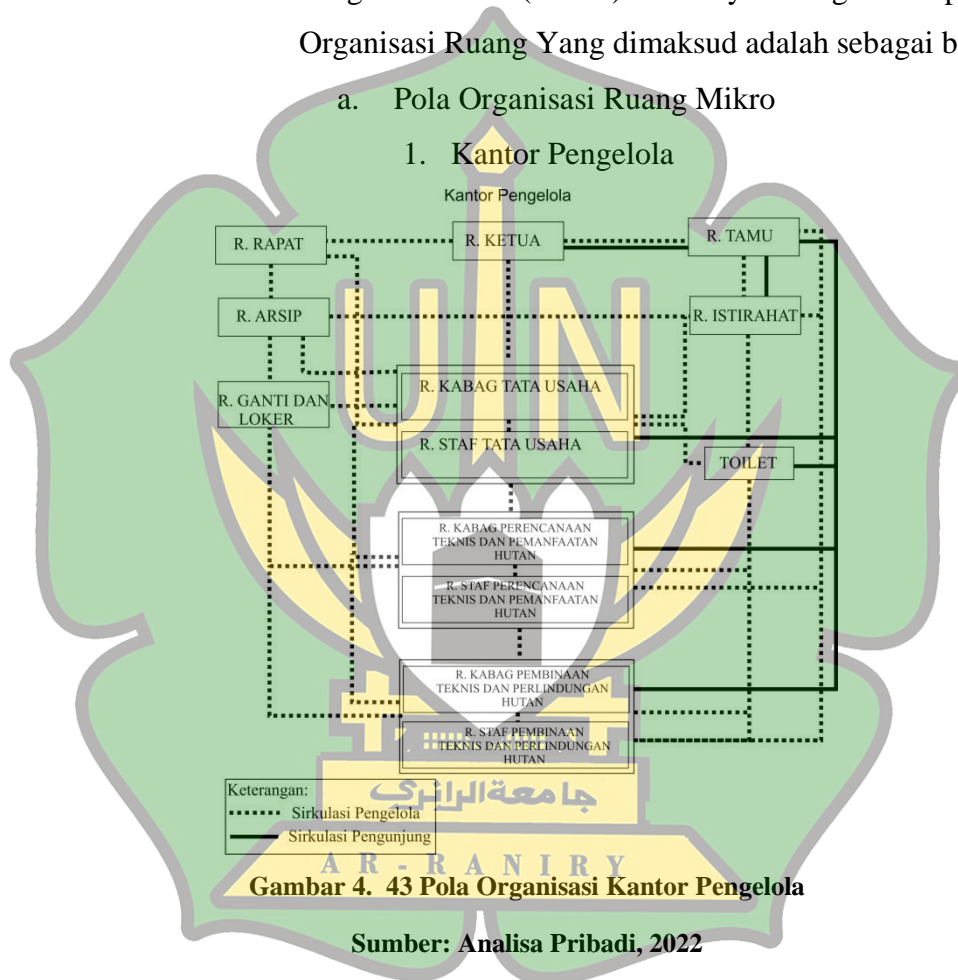 Organisasi Ruang Yang dimaksud adalah sebagai b
a. Pola Organisasi Ruang Mikro
1. Kantor Pengelola
Kantor Pengelola
R. RAPAT
R. KETUA
R. TAMU
R. ARSIP
R. ISTIRAHAT
R. GANTI DAN
LOKER
R. KABAG TATA USAHA
R. STAF TATA USAHA
TOILET
UIN
R. KABAG PERENCANAAN
TEKNIS DAN PEMANFAATAN
HUTAN
R. STAF PERENCANAAN
TEKNIS DAN PEMANFAATAN
HUTAN
R. KABAG PEMBINAAN
TEKNIS DAN PERLINDUNGAN
HUTAN
R. STAF PEMBINAAN
TEKNIS DAN PERLINDUNGAN
HUTAN
Keterangan:
Sirkulasi Pengelola
Sirkulasi Pengunjung
جامعة الرانري
AR-RANIRY
Gambar 4. 43 Pola Organisasi Kantor Pengelola
Sumber: Analisa Pribadi, 2022